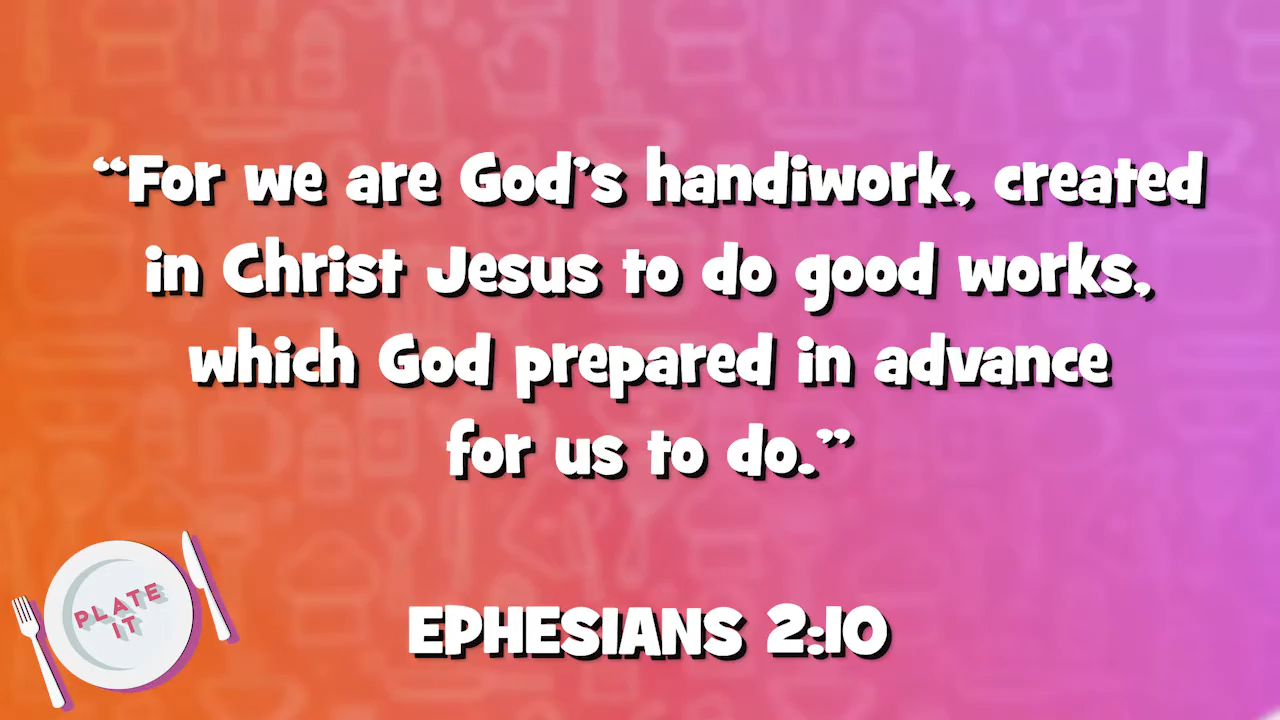 “For we are God’s handiwork, created
in Christ Jesus to do good works,
which God prepared in advance
for us to do.”
EPHESIANS 2:10
PLATE
IT